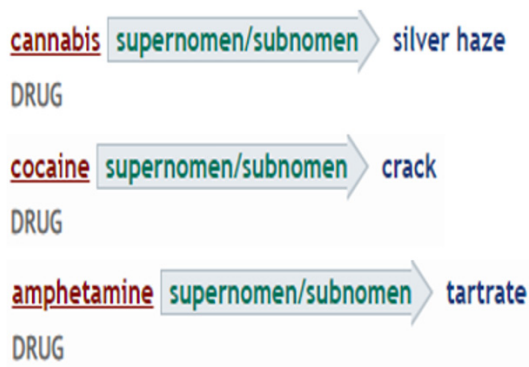 cannabis supernomen/subnomen silver haze
DRUG
cocaine supernomen/subnomen crack
DRUG
amphetamine supernomen/subnomen tartrate
DRUG